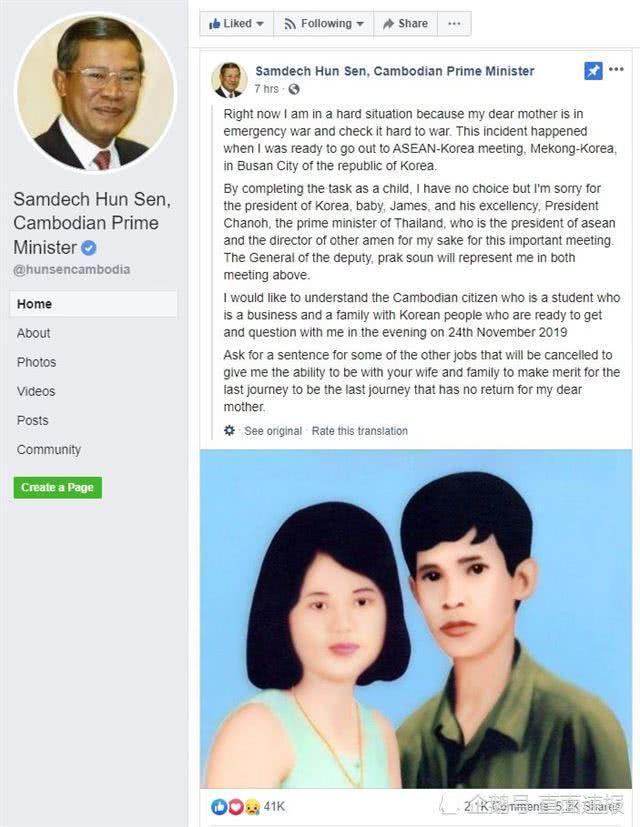 Liked
Following
Share
Samdech Hun Sen, Cambodian Prime Minister
7 hrs ·
Right now I am in a hard situation because my dear mother is in
emergency war and check it hard to war. This incident happened
when I was ready to go out to ASEAN-Korea meeting, Mekong-Korea,
in Busan City of the republic of Korea.
By completing the task as a child, I have no choice but I'm sorry for
the president of Korea, baby, James, and his excellency, President
Chanoh, the prime minister of Thailand, who is the president of asean
and the director of other amen for my sake for this important meeting.
The General of the deputy, prak soun will represent me in both
meeting above.
I would like to understand the Cambodian citizen who is a student who
is a business and a family with Korean people who are ready to get
and question with me in the evening on 24th November 2019
Ask for a sentence for some of the other jobs that will be cancelled to
give me the ability to be with your wife and family to make merit for the
last journey to be the last journey that has no return for my dear
mother.
· See original · Rate this translation
Samdech Hun Sen,
Cambodian Prime
Minister
@hunsencambodia
Home
About
Photos
Videos
Posts
Community
Create a Page
41K
2.1K Comments 5.2K Shares
企鹅号 直面速报